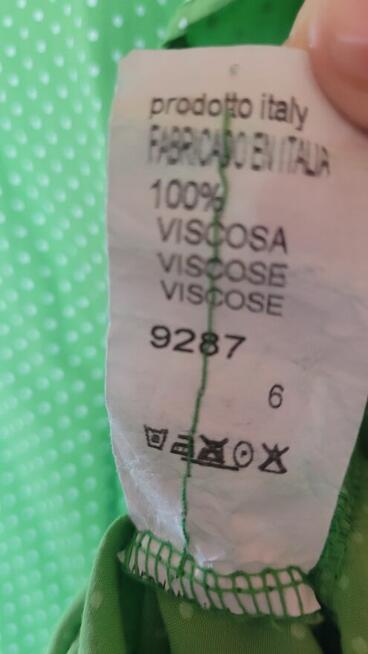 prodotto italy
FABRICADO EN ITALIA
100%
VISCOSA
VISCOSE
VISCOSE
9287
6